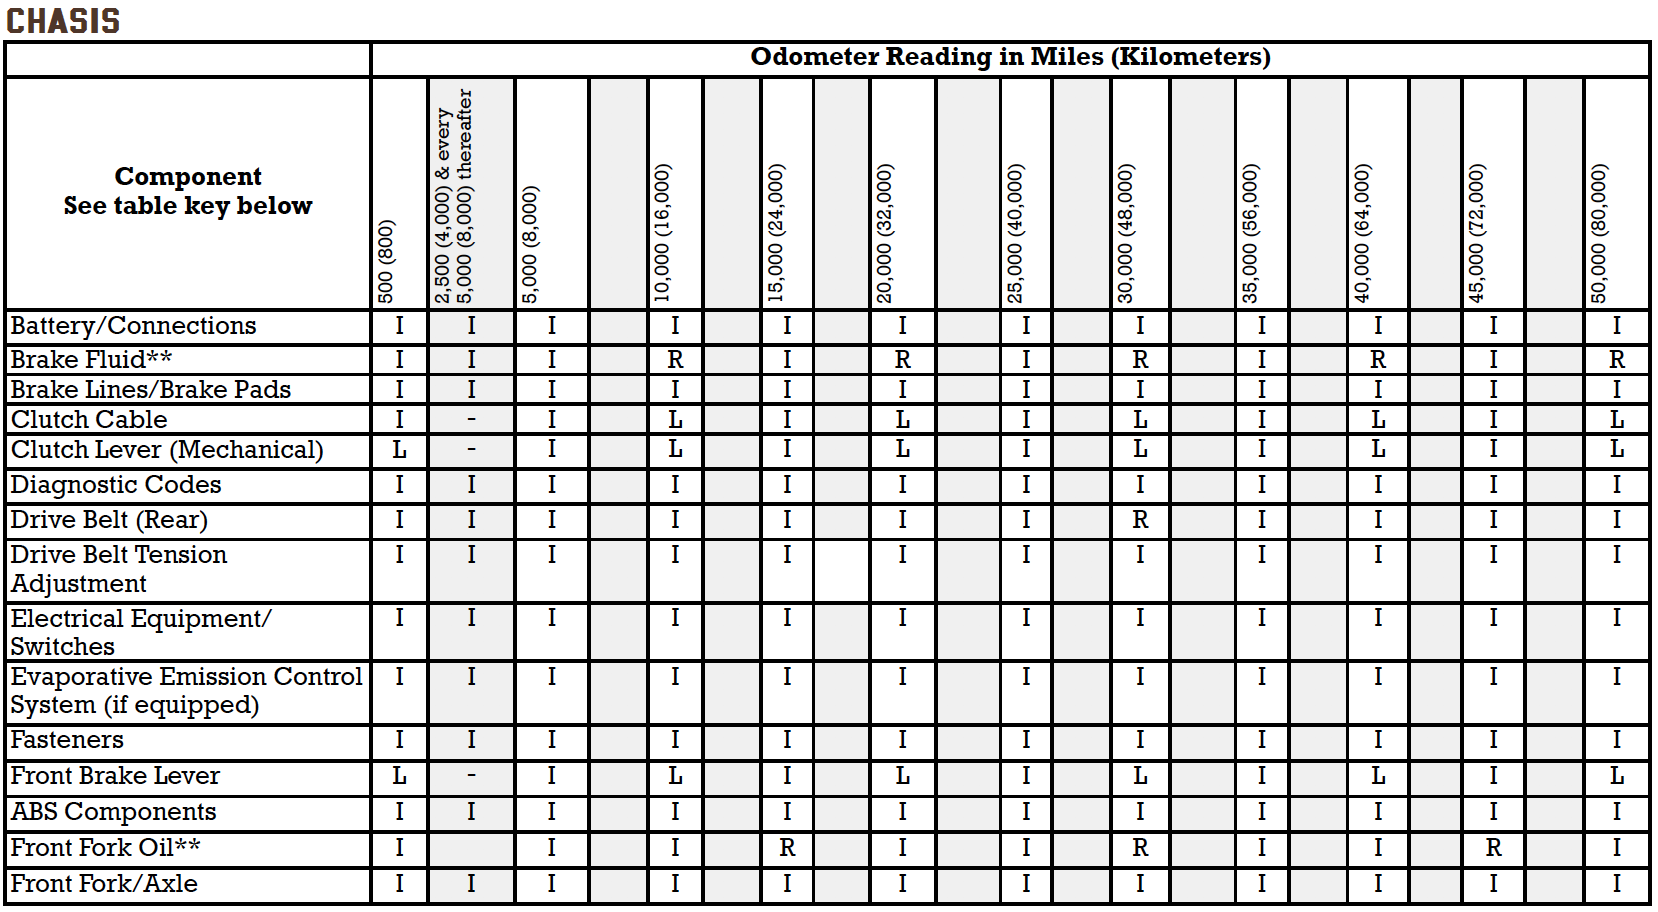 CHASIS
Odometer Reading in Miles (Kilometers)
Component
See table key below
500 (800)
2,500 (4,000) & every
5,000 (8,000) thereafter
5,000 (8,000)
10,000 (16,000)
15,000 (24,000)
20,000 (32,000)
25,000 (40,000)
30,000 (48,000)
35,000 (56,000)
40,000 (64,000)
45,000 (72,000)
50,000 (80,000)
Battery/Connections I I I I I I I I I I I I
Brake Fluid** I I I R I R I R I R I R
Brake Lines/Brake Pads I I I I I I I I I I I I
Clutch Cable I - I L I L I L I L I L
Clutch Lever (Mechanical) L - I L I L I L I L I L
Diagnostic Codes I I I I I I I I I I I I
Drive Belt (Rear) I I I I I I I R I I I I
Drive Belt Tension I I I I I I I I I I I I
Adjustment
Electrical Equipment/ I I I I I I I I I I I I
Switches
Evaporative Emission Control I I I I I I I I I I I I
System (if equipped)
Fasteners I I I I I I I I I I I I
Front Brake Lever L - I L I L I L I L I L
ABS Components I I I I I I I I I I I I
Front Fork Oil** I I I R I I R I I R I
Front Fork/Axle I I I I I I I I I I I I